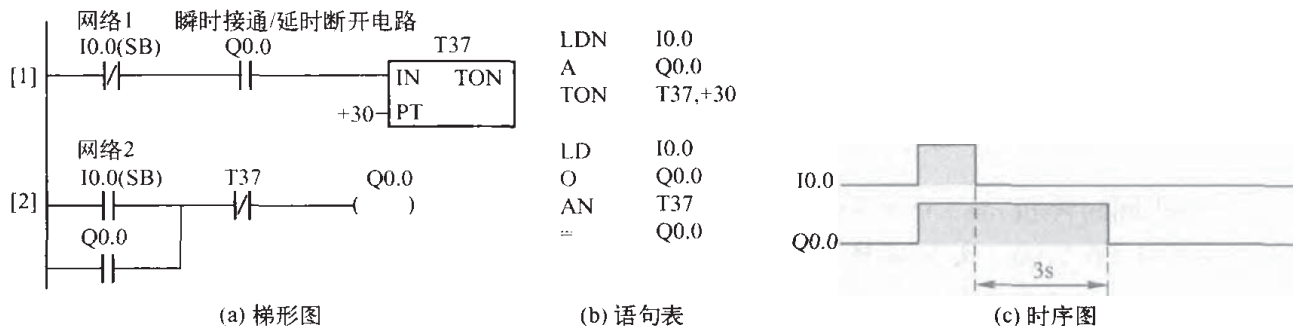 网络1 瞬时接通/延时断开电路
I0.0(SB) Q0.0 T37
[1] IN TON
+30 PT
网络2
I0.0(SB) T37 Q0.0
[2] ( )
Q0.0
(a) 梯形图
LDN I0.0
A Q0.0
TON T37,+30
LD I0.0
O Q0.0
AN T37
= Q0.0
(b) 语句表
I0.0
Q0.0
3s
(c) 时序图